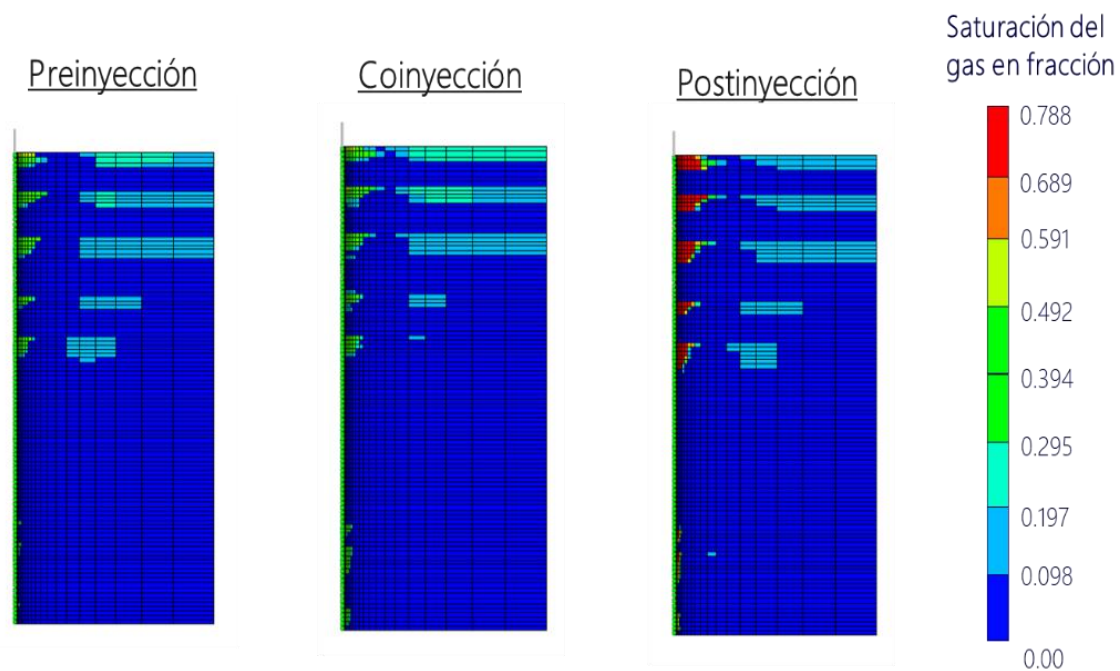 Saturación del
gas en fracción
Preinyección
Coinyección
Postinyección
0.788
0.689
0.591
0.492
0.394
0.295
0.197
0.098
0.00